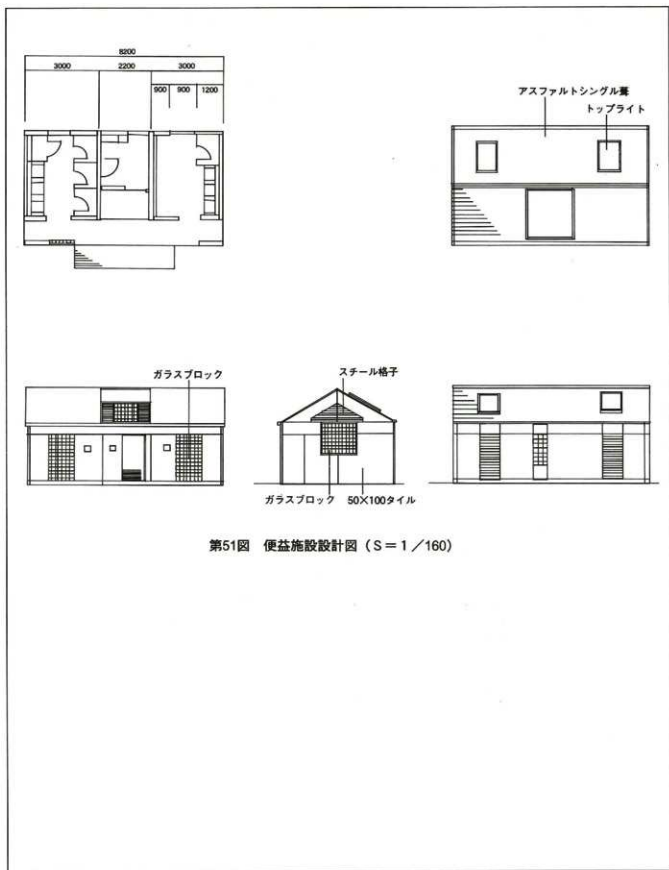 8200
3000 2200 3000
900 900 1200
アスファルトシングル葺
トップライト
ガラスブロック
スチール格子
ガラスブロック 50×100タイル
第51図 便益施設設計図(S=1/160)